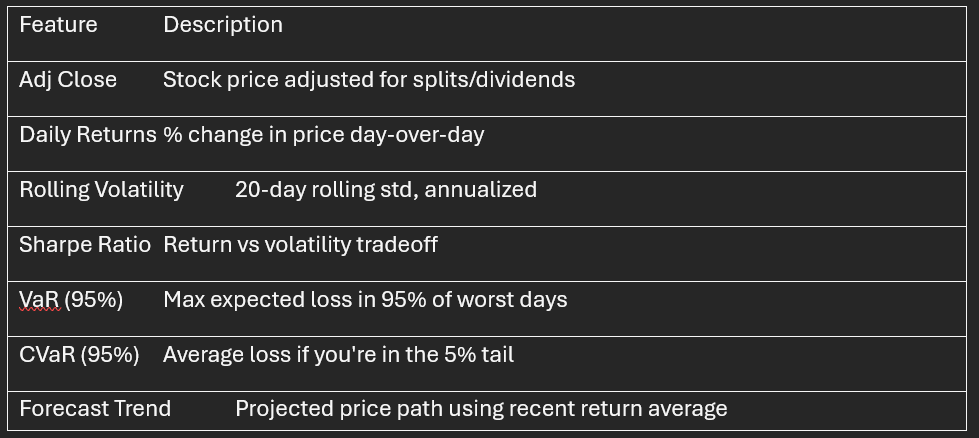 Feature Description
Adj Close Stock price adjusted for splits/dividends
Daily Returns % change in price day-over-day
Rolling Volatility 20-day rolling std, annualized
Sharpe Ratio Return vs volatility tradeoff
VaR (95%) Max expected loss in 95% of worst days
CVaR (95%) Average loss if you're in the 5% tail
Forecast Trend Projected price path using recent return average